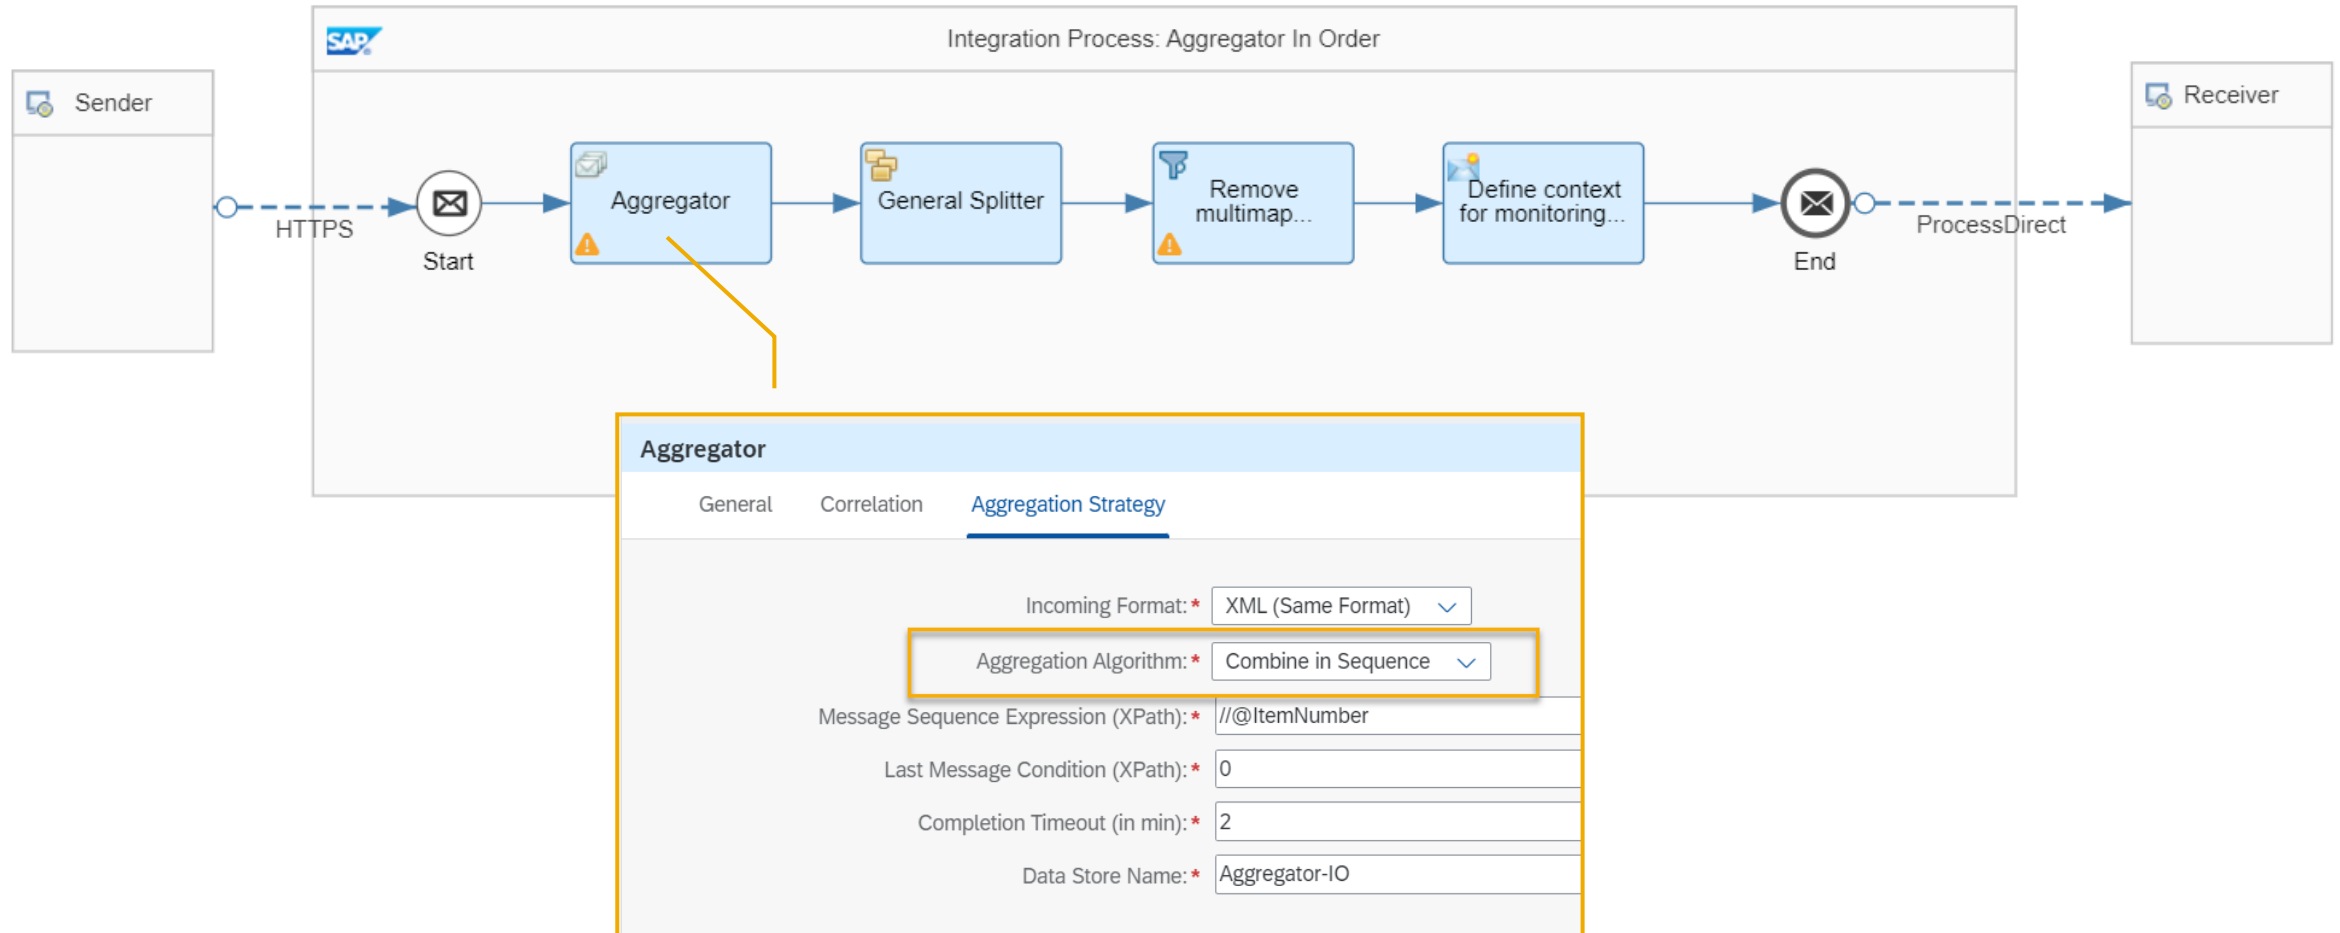 SAP
Integration Process: Aggregator In Order
Sender
Receiver
HTTPS
Start
Aggregator
General Splitter
Remove
multimap...
Define context
for monitoring...
End
ProcessDirect
Aggregator
General
Correlation
Aggregation Strategy
Incoming Format:* XML (Same Format)
Aggregation Algorithm:* Combine in Sequence
Message Sequence Expression (XPath):* //@ItemNumber
Last Message Condition (XPath):* 0
Completion Timeout (in min):* 2
Data Store Name:* Aggregator-IO